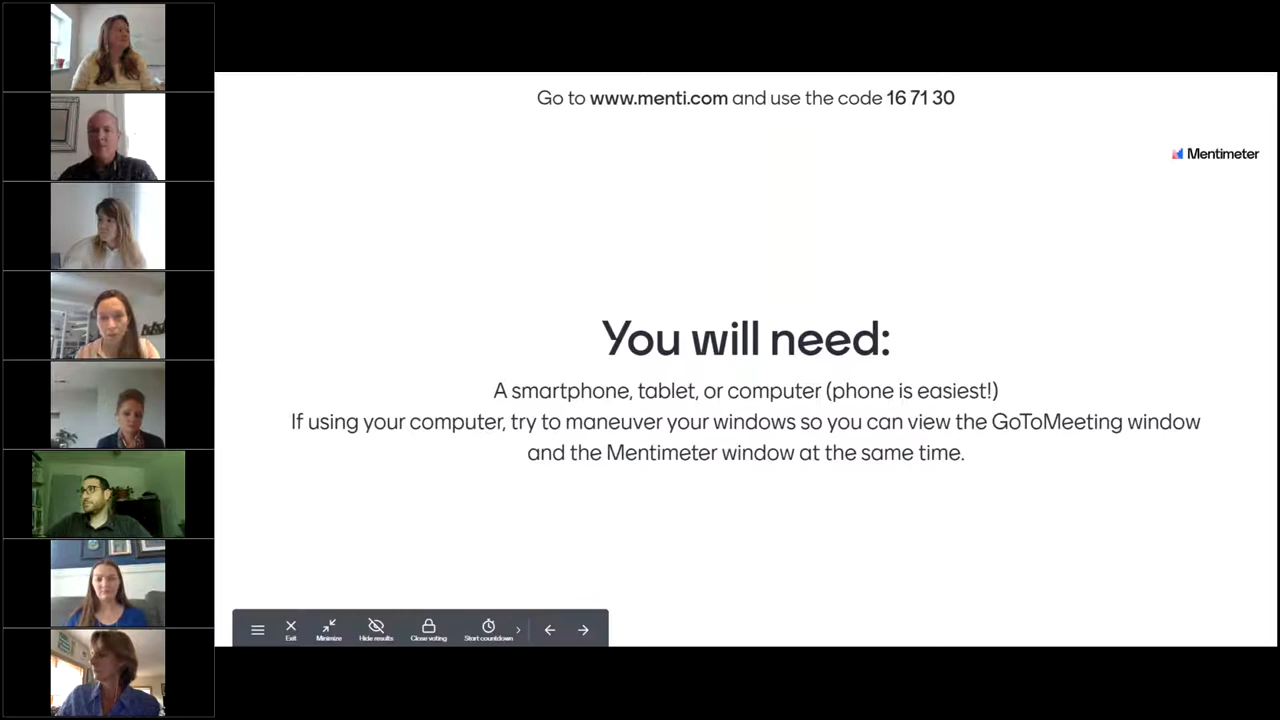 Go to www.menti.com and use the code 16 71 30
Mentimeter
You will need:
A smartphone, tablet, or computer (phone is easiest!)
If using your computer, try to maneuver your windows so you can view the GoToMeeting window
and the Mentimeter window at the same time.
Exit
Minimize
Hide results
Close voting
Start countdown